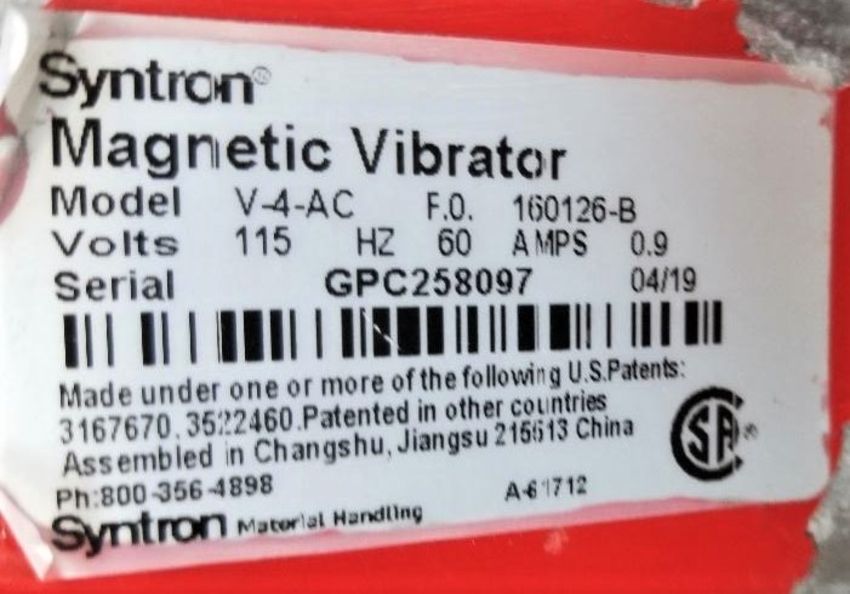 Syntron®
Magnetic Vibrator
Model V-4-AC F.O. 160126-B
Volts 115 HZ 60 AMPS 0.9
Serial GPC258097 04/19
Made under one or more of the following U.S.Patents:
3167670, 3522460.Patented in other countries
Assembled in Changshu, Jiangsu 215513 China
Ph:800-356-4898 A-61712
Syntron Material Handling
SA ®